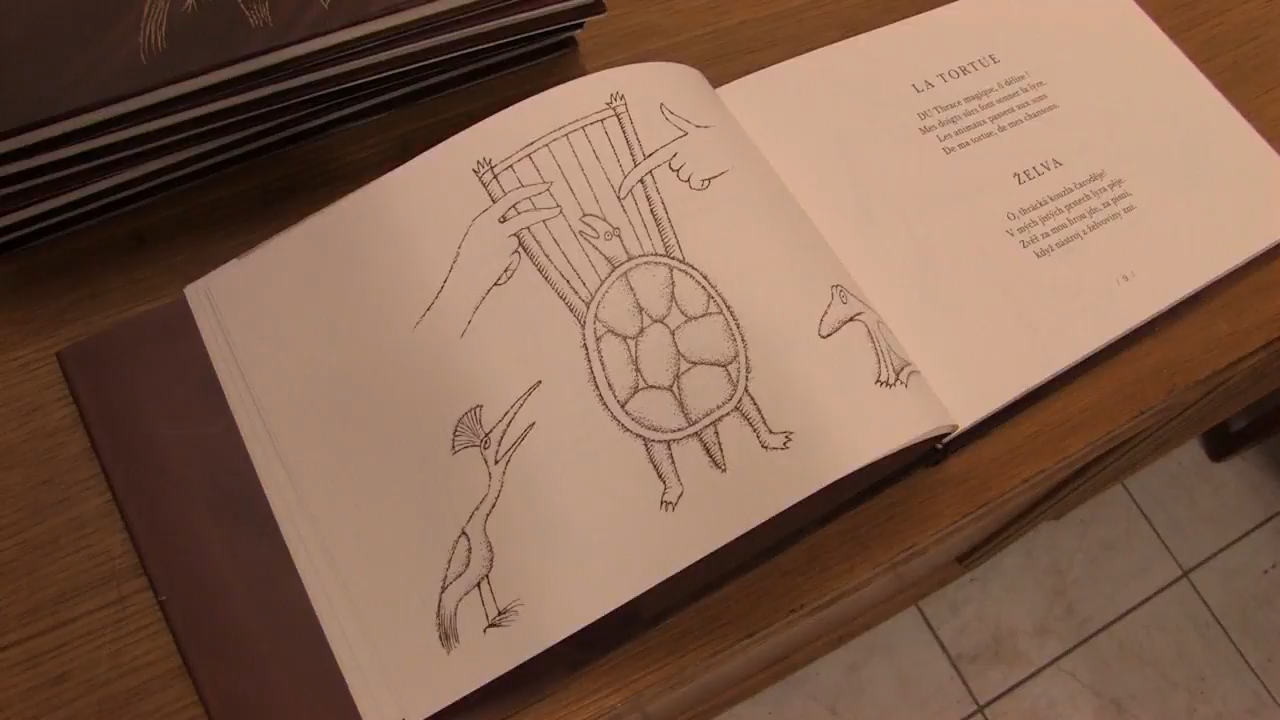 LA TORTUE
DU Thrace magique, ô délire !
Mes doigts sûrs font sonner la lyre.
Les animaux passent aux sons
De ma tortue, de mes chansons.
ŽELVA
O, thrácká kouzla čaroděje!
V mých jistých prstech lyra pěje.
Zvěř za mou hrou jde, za písní,
když nástroj z želvoviny zní.
/ 9 /